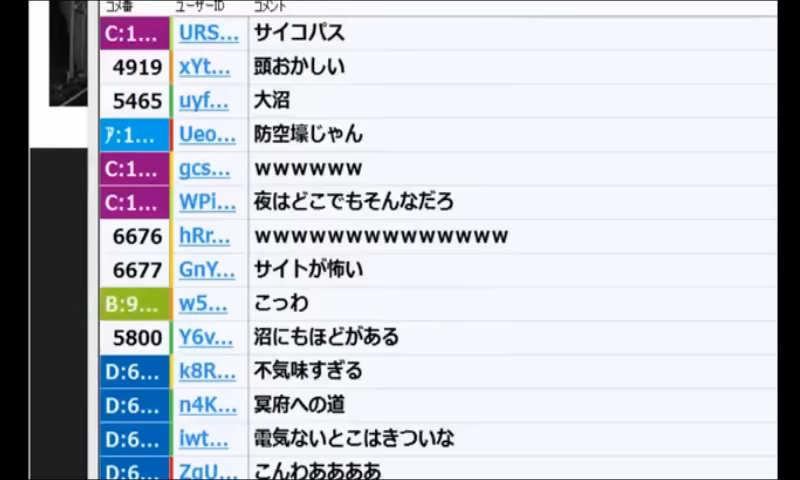 コメ番 ユーザーID コメント
C:1... URS... サイコパス
4919 xYt... 頭おかしい
5465 uyf... 大沼
ｱ:1... Ueo... 防空壕じゃん
C:1... gcs... wwwwww
C:1... WPi... 夜はどこでもそんなだろ
6676 hRr... wwwwwwwwwwwwww
6677 GnY... サイトが怖い
B:9... w5... こっわ
5800 Y6v... 沼にもほどがある
D:6... k8R... 不気味すぎる
D:6... n4K... 冥府への道
D:6... iwt... 電気ないとこはきついな
D:6... ZgU... こんわああああ